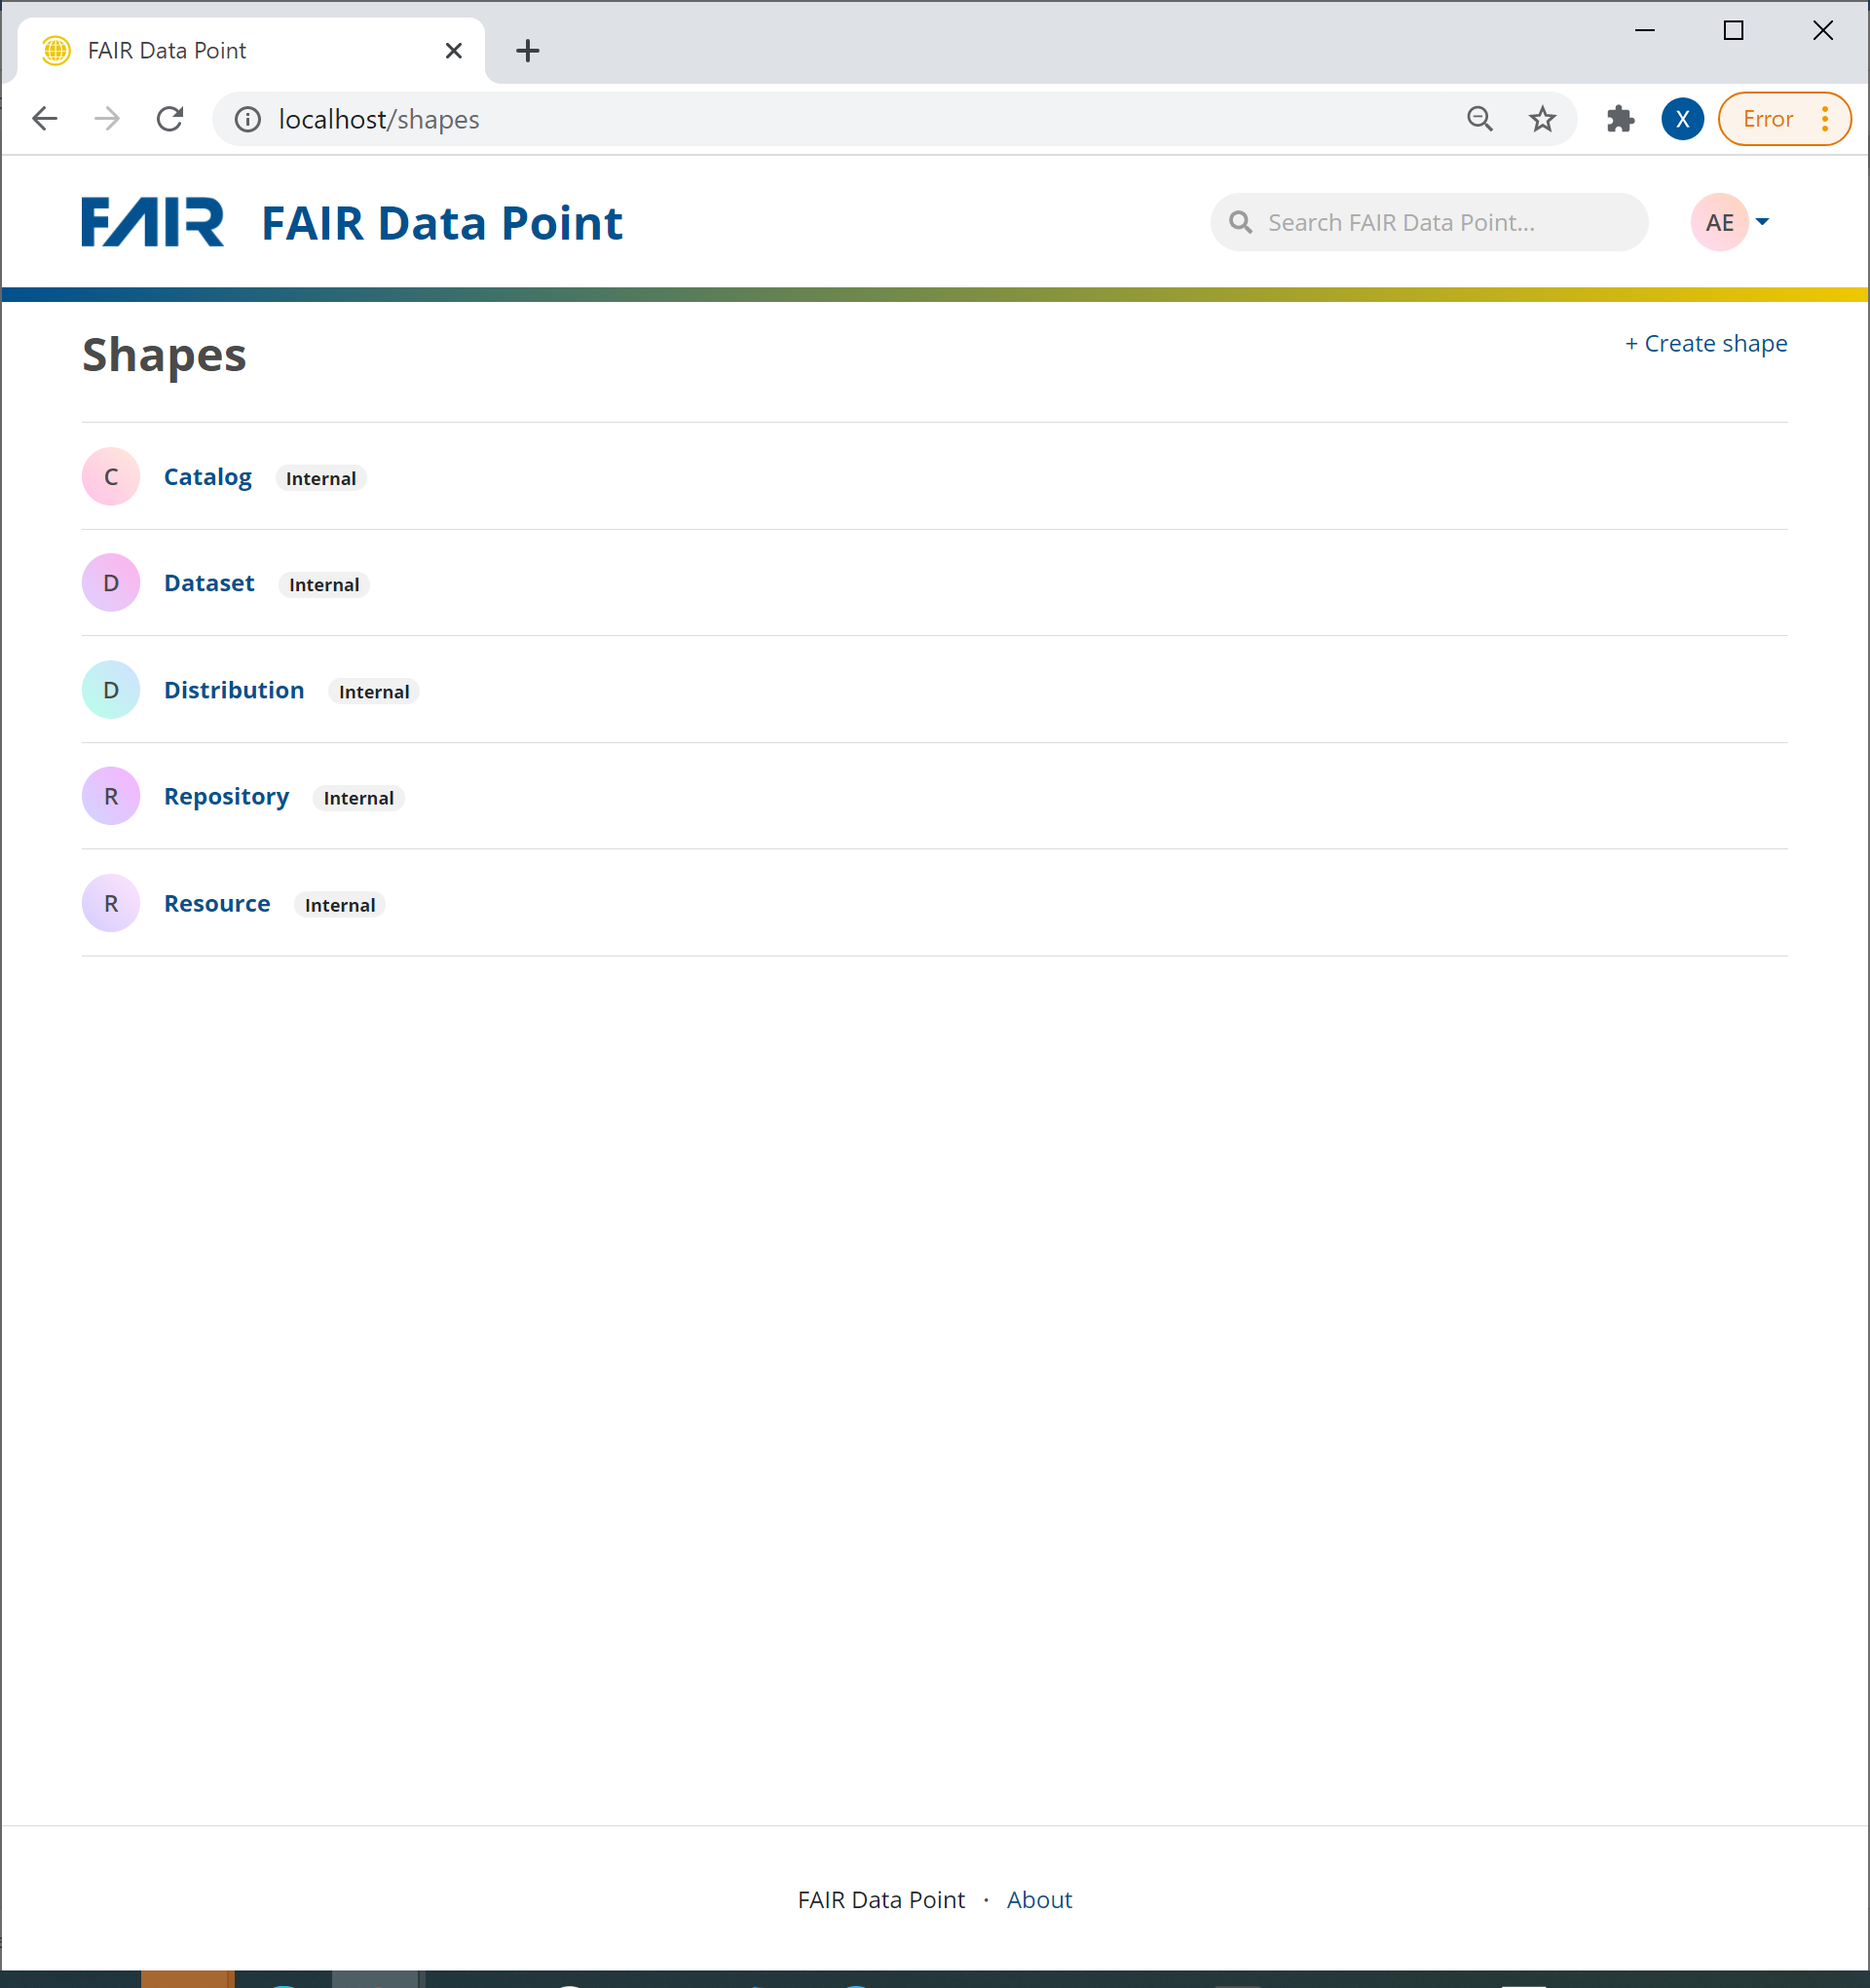 FAIR Data Point
localhost/shapes
X
Error
FAIR FAIR Data Point
Search FAIR Data Point...
AE
Shapes
+ Create shape
C Catalog Internal
D Dataset Internal
D Distribution Internal
R Repository Internal
R Resource Internal
FAIR Data Point · About